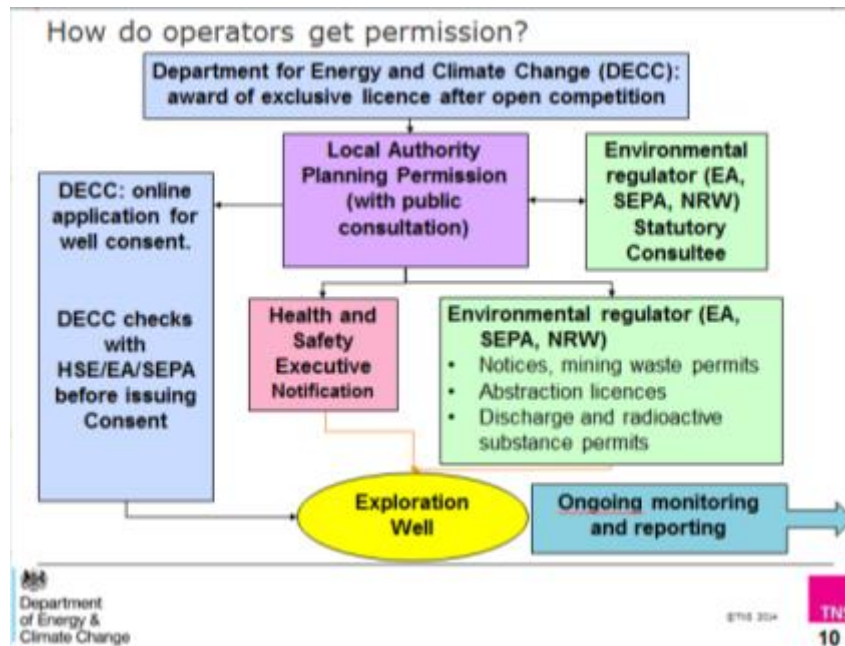 How do operators get permission?
Department for Energy and Climate Change (DECC):
award of exclusive licence after open competition
Local Authority
Planning Permission
(with public
consultation)
Environmental
regulator (EA,
SEPA, NRW)
Statutory
Consultee
DECC: online
application for
well consent.
DECC checks
with
HSE/EA/SEPA
before issuing
Consent
Health and
Safety
Executive
Notification
Environmental regulator (EA,
SEPA, NRW)
• Notices, mining waste permits
• Abstraction licences
• Discharge and radioactive
substance permits
Exploration
Well
Ongoing monitoring
and reporting
Department
of Energy &
Climate Change
©TNS 2014
TNS
10